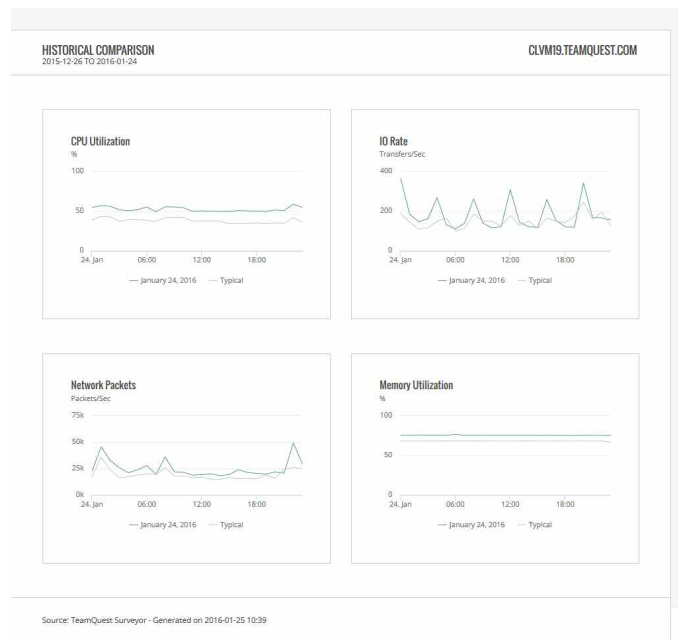 HISTORICAL COMPARISON
2015-12-26 TO 2016-01-24
CLVM19.TEAMQUEST.COM
CPU Utilization
%
100
50
0
24. Jan 06:00 12:00 18:00
January 24, 2016 Typical
IO Rate
Transfers/Sec
400
200
0
24. Jan 06:00 12:00 18:00
January 24, 2016 Typical
Network Packets
Packets/Sec
75k
50k
25k
0k
24. Jan 06:00 12:00 18:00
January 24, 2016 Typical
Memory Utilization
%
100
50
0
24. Jan 06:00 12:00 18:00
January 24, 2016 Typical
Source: TeamQuest Surveyor - Generated on 2016-01-25 10:39